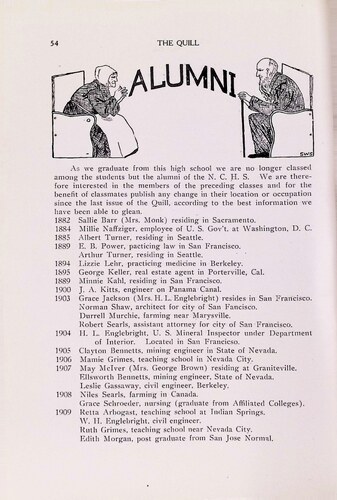 54
THE QUILL
ALUMNI
SWS
As we graduate from this high school we are no longer classed
among the students but the alumni of the N. C. H. S. We are there-
fore interested in the members of the preceding classes and for the
benefit of classmates publish any change in their location or occupation
since the last issue of the Quill, according to the best information we
have been able to glean.
1882 Sallie Barr (Mrs. Monk) residing in Sacramento.
1884 Millie Naffziger, employee of U. S. Gov't, at Washington, D. C.
1885 Albert Turner, residing in Seattle.
1889 E. B. Power, pacticing law in San Francisco.
Arthur Turner, residing in Seattle.
1894 Lizzie Lehr, practicing medicine in Berkeley.
1895 George Keller, real estate agent in Porterville, Cal.
1889 Minnie Kahl, residing in San Francisco.
1900 J. A. Kitts, engineer on Panama Canal.
1903 Grace Jackson (Mrs. H. L. Englebright) resides in San Francisco.
Norman Shaw, architect for city of San Fancisco.
Durrell Murchie, farming near Marysville.
Robert Searls, assistant attorney for city of San Francisco.
1904 H. L. Englebright, U. S. Mineral Inspector under Department
of Interior. Located in San Francisco.
1905 Clayton Bennetts, mining engineer in State of Nevada.
1906 Mamie Grimes, teaching school in Nevada City.
1907 May McIver (Mrs. George Brown) residing at Graniteville.
Ellsworth Bennetts, mining engineer, State of Nevada.
Leslie Gassaway, civil engineer, Berkeley.
1908 Niles Searls, farming in Canada.
Grace Schroeder, nursing (graduate from Affiliated Colleges).
1909 Retta Arbogast, teaching school at Indian Springs.
W. H. Englebright, civil engineer.
Ruth Grimes, teaching school near Nevada City.
Edith Morgan, post graduate from San Jose Normal.